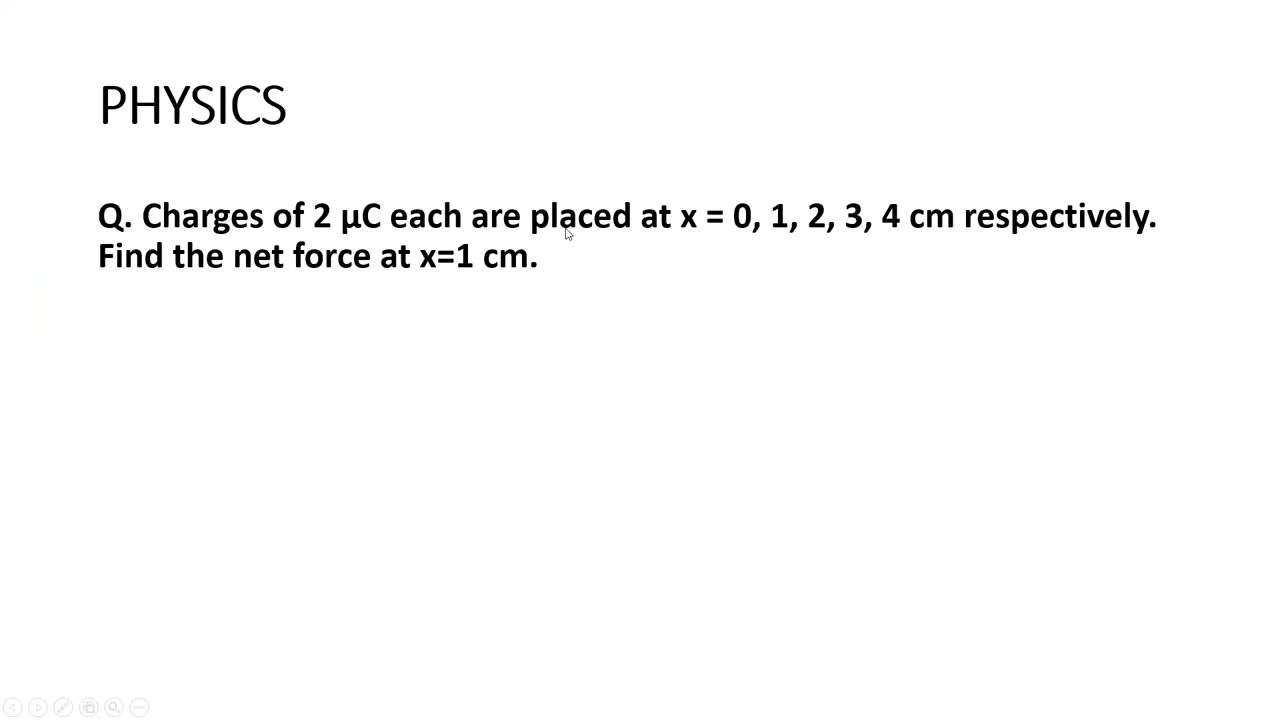 PHYSICS
Q. Charges of 2 μC each are placed at x = 0, 1, 2, 3, 4 cm respectively.
Find the net force at x=1 cm.